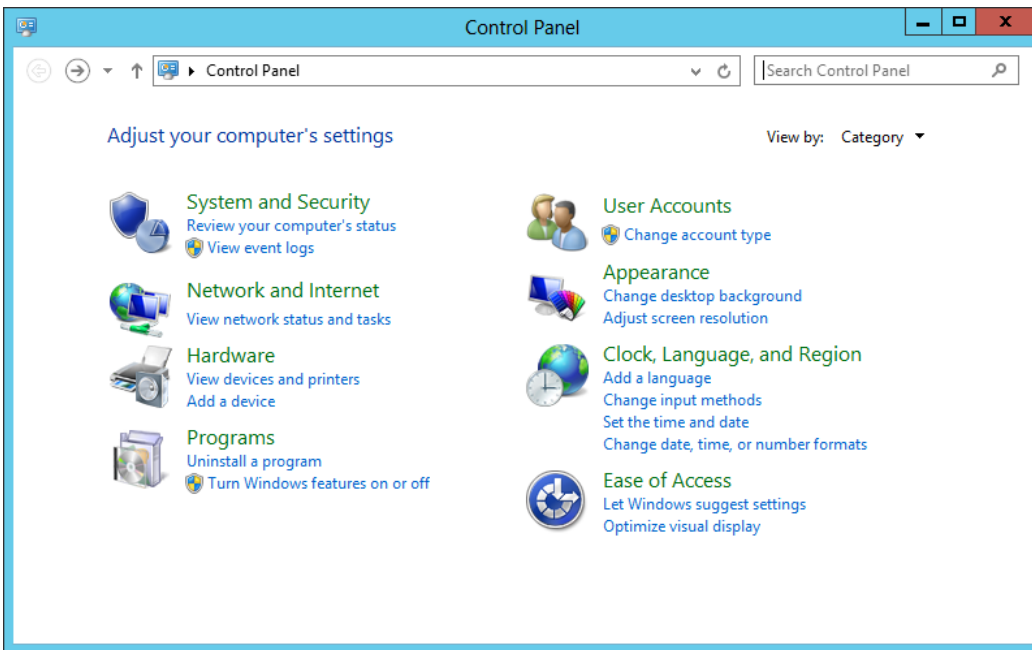 Control Panel
Control Panel
Search Control Panel
Adjust your computer's settings
View by: Category
System and Security
Review your computer's status
View event logs
Network and Internet
View network status and tasks
Hardware
View devices and printers
Add a device
Programs
Uninstall a program
Turn Windows features on or off
User Accounts
Change account type
Appearance
Change desktop background
Adjust screen resolution
Clock, Language, and Region
Add a language
Change input methods
Set the time and date
Change date, time, or number formats
Ease of Access
Let Windows suggest settings
Optimize visual display